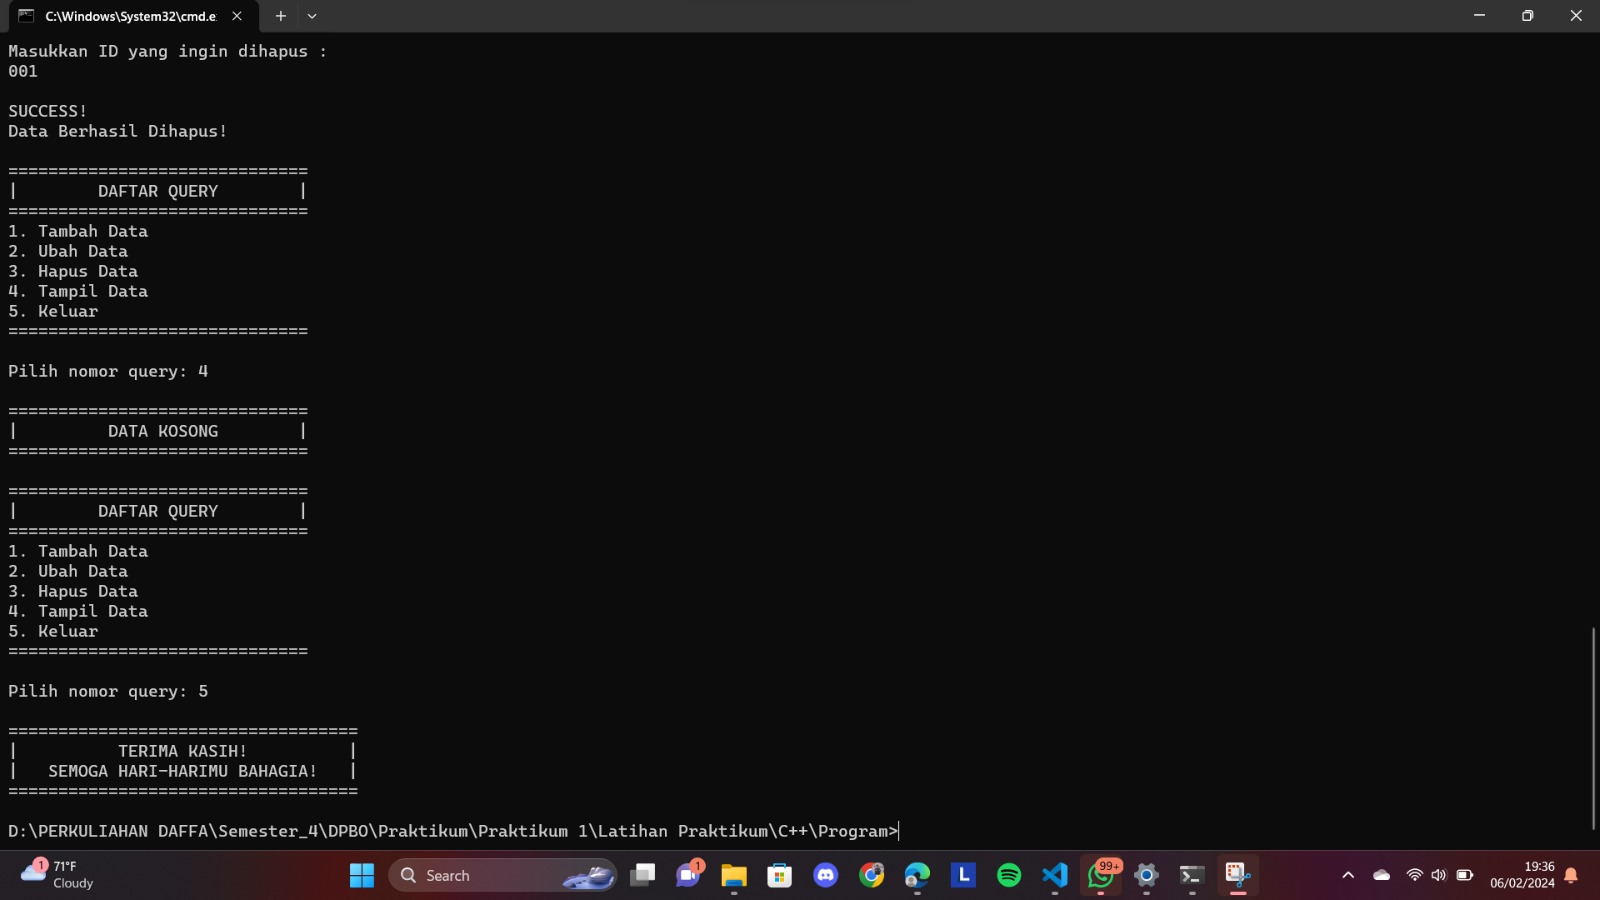 C:\Windows\System32\cmd.e
Masukkan ID yang ingin dihapus :
001
SUCCESS!
Data Berhasil Dihapus!
==============================
|        DAFTAR QUERY        |
==============================
1. Tambah Data
2. Ubah Data
3. Hapus Data
4. Tampil Data
5. Keluar
==============================
Pilih nomor query: 4
==============================
|         DATA KOSONG        |
==============================
==============================
|        DAFTAR QUERY        |
==============================
1. Tambah Data
2. Ubah Data
3. Hapus Data
4. Tampil Data
5. Keluar
==============================
Pilih nomor query: 5
===================================
|          TERIMA KASIH!          |
|   SEMOGA HARI-HARIMU BAHAGIA!   |
===================================
D:\PERKULIAHAN DAFFA\Semester_4\DPBO\Praktikum\Praktikum 1\Latihan Praktikum\C++\Program>
1
71°F
Cloudy
Search
1
L
99+
19:36
06/02/2024